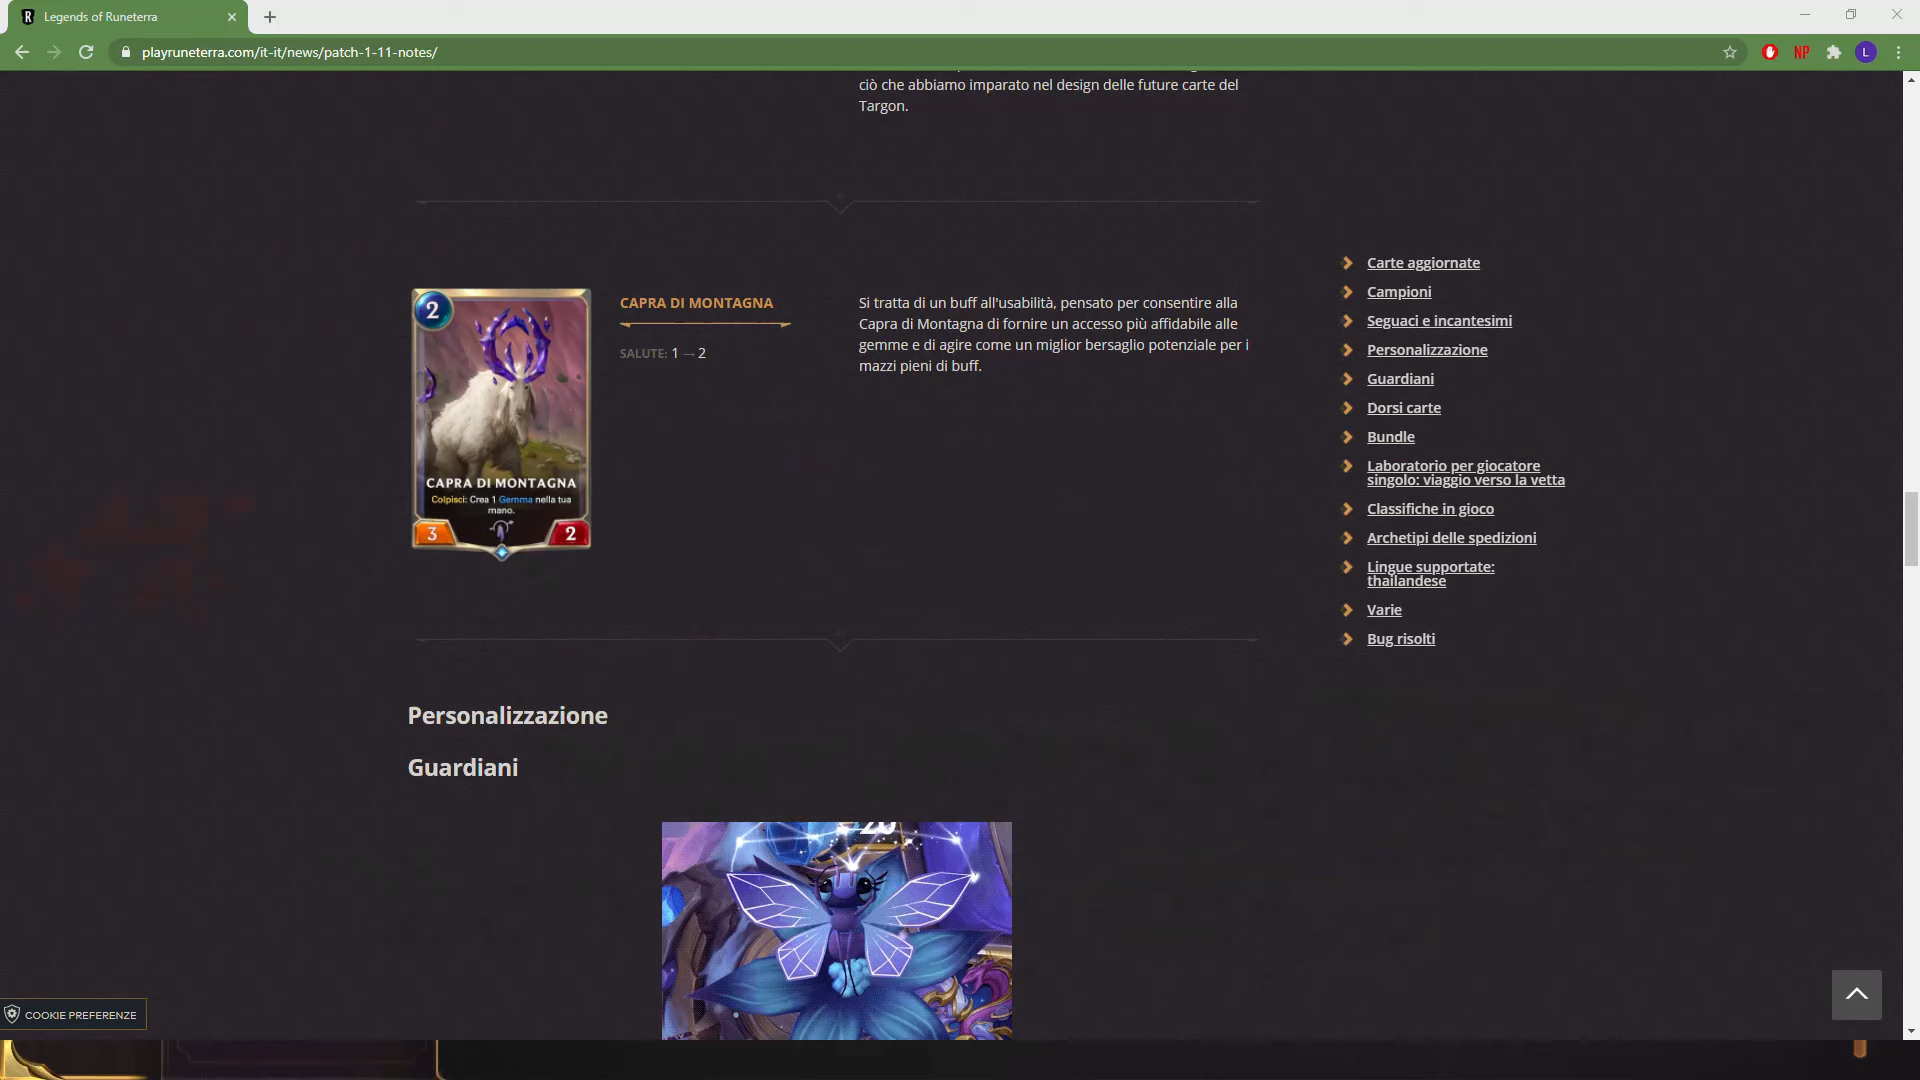 Legends of Runeterra
playruneterra.com/it-it/news/patch-1-11-notes/
NP
L
ciò che abbiamo imparato nel design delle future carte del
Targon.
2
CAPRA DI MONTAGNA
Colpisci: Crea 1 Gemma nella tua
mano.
3
2
CAPRA DI MONTAGNA
SALUTE: 1 → 2
Si tratta di un buff all'usabilità, pensato per consentire alla
Capra di Montagna di fornire un accesso più affidabile alle
gemme e di agire come un miglior bersaglio potenziale per i
mazzi pieni di buff.
Carte aggiornate
Campioni
Seguaci e incantesimi
Personalizzazione
Guardiani
Dorsi carte
Bundle
Laboratorio per giocatore
singolo: viaggio verso la vetta
Classifiche in gioco
Archetipi delle spedizioni
Lingue supportate:
thailandese
Varie
Bug risolti
Personalizzazione
Guardiani
COOKIE PREFERENZE